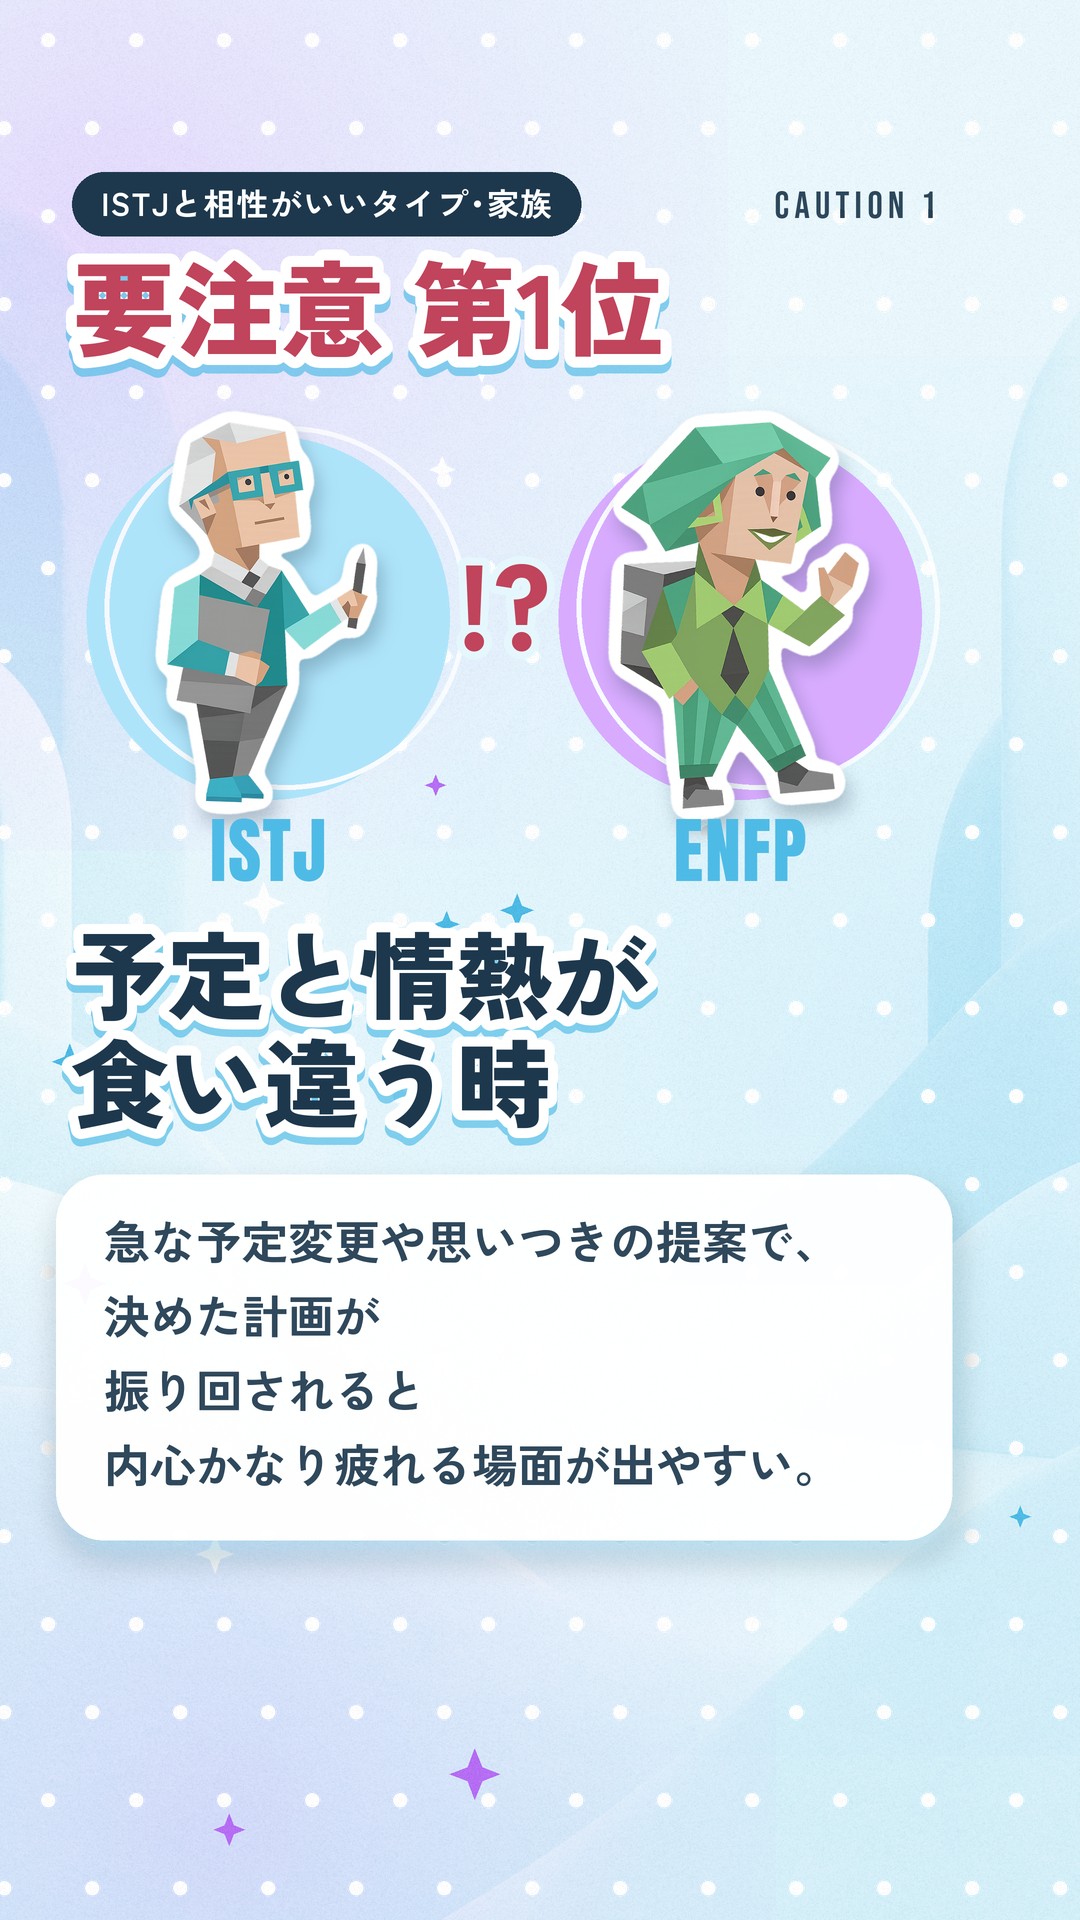 ISTJと相性がいいタイプ・家族
CAUTION 1
要注意 第1位
!?
ISTJ
ENFP
予定と情熱が
食い違う時
急な予定変更や思いつきの提案で、
決めた計画が
振り回されると
内心かなり疲れる場面が出やすい。